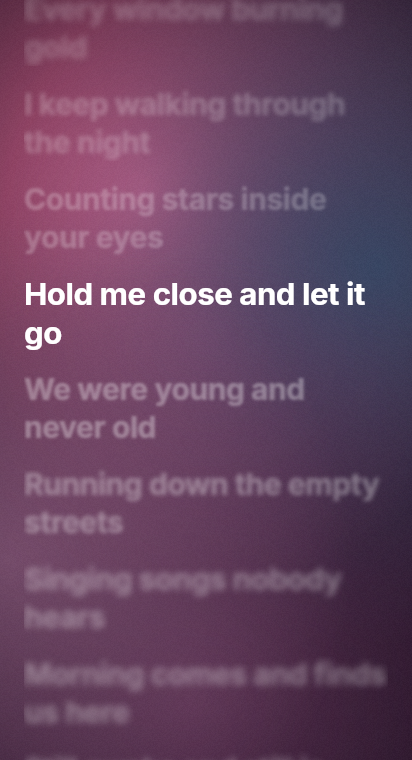 Every window burning
gold
I keep walking through
the night
Counting stars inside
your eyes
Hold me close and let it
go
We were young and
never old
Running down the empty
streets
Singing songs nobody
hears
Morning comes and finds
us here